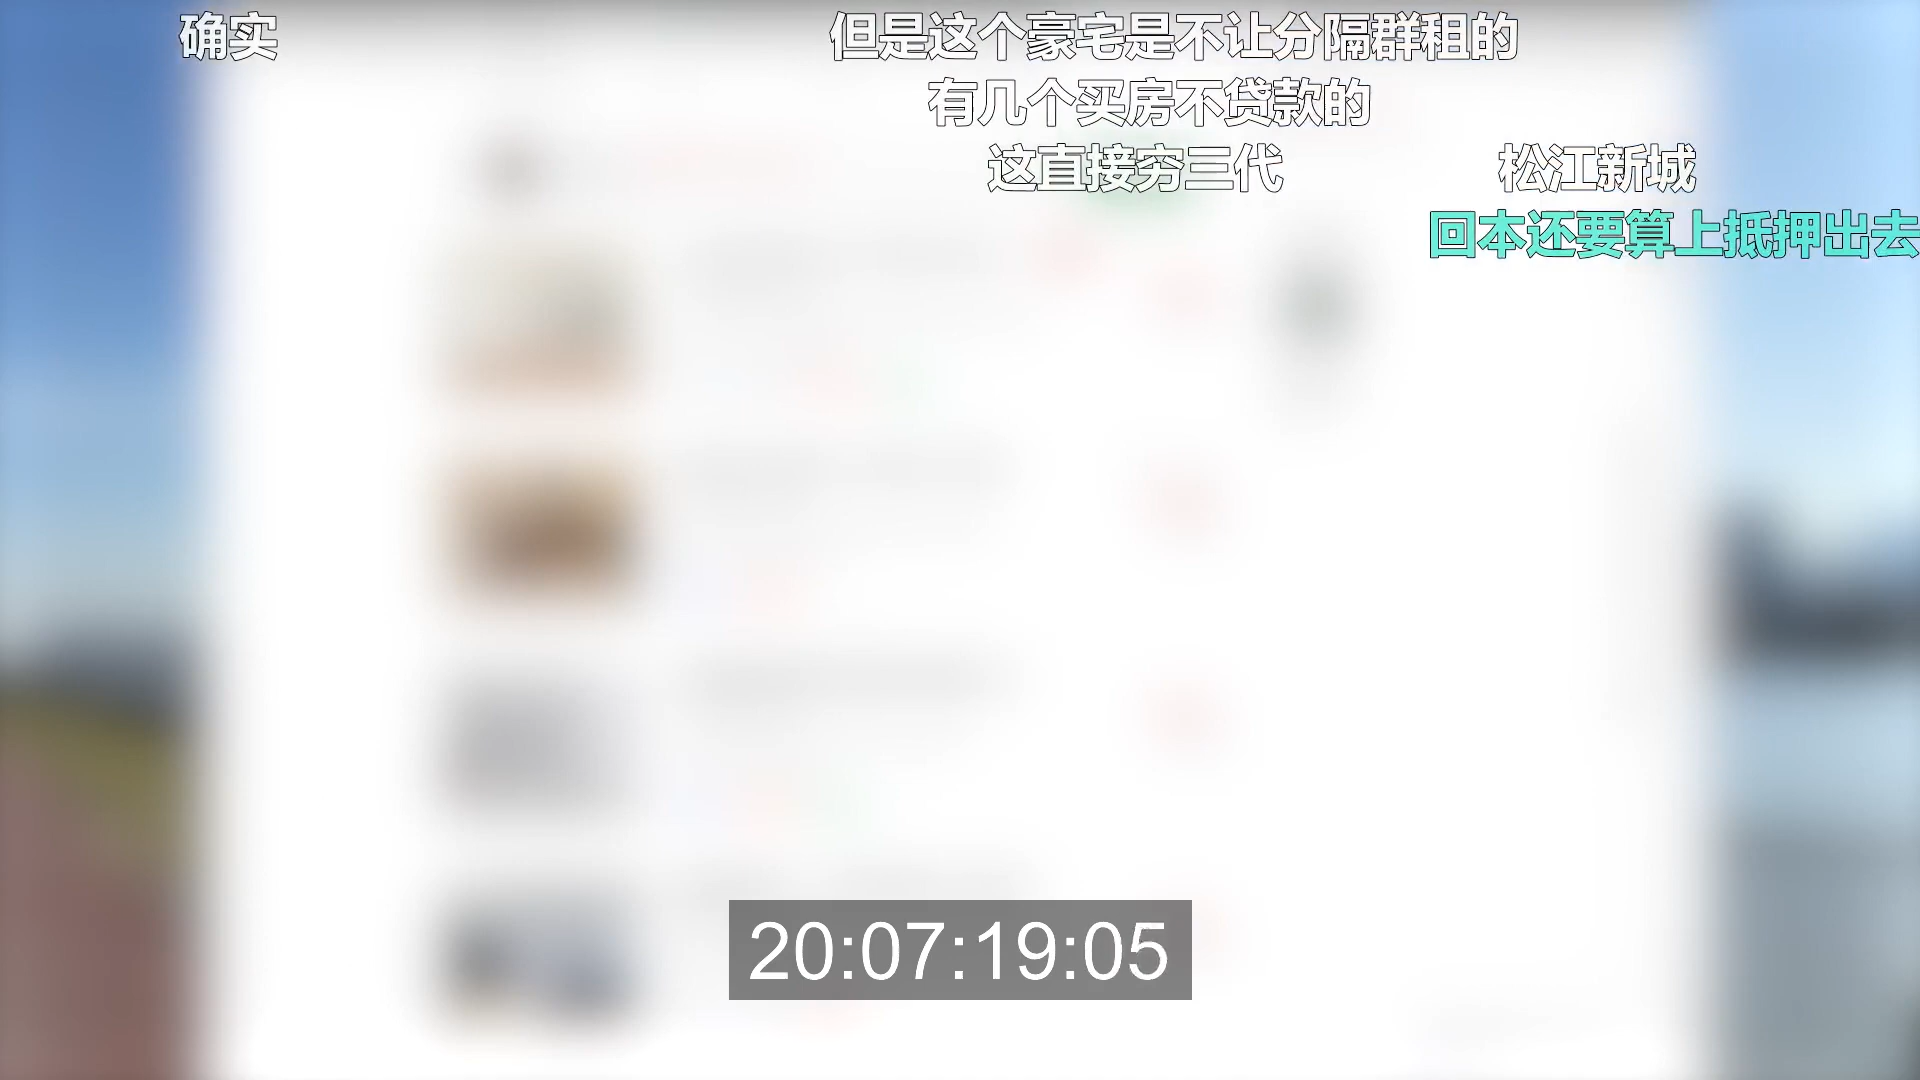 确实
但是这个豪宅是不让分隔群租的
有几个买房不贷款的
这直接穷三代
松江新城
回本还要算上抵押出去
20:07:19:05